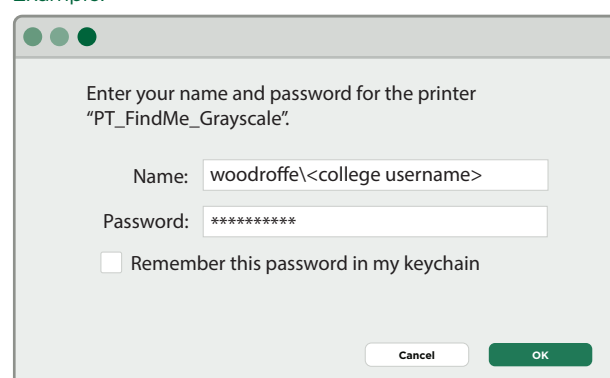 Example:
Enter your name and password for the printer
“PT_FindMe_Grayscale”.
Name: woodroffe\<college username>
Password: **********
Remember this password in my keychain
Cancel OK